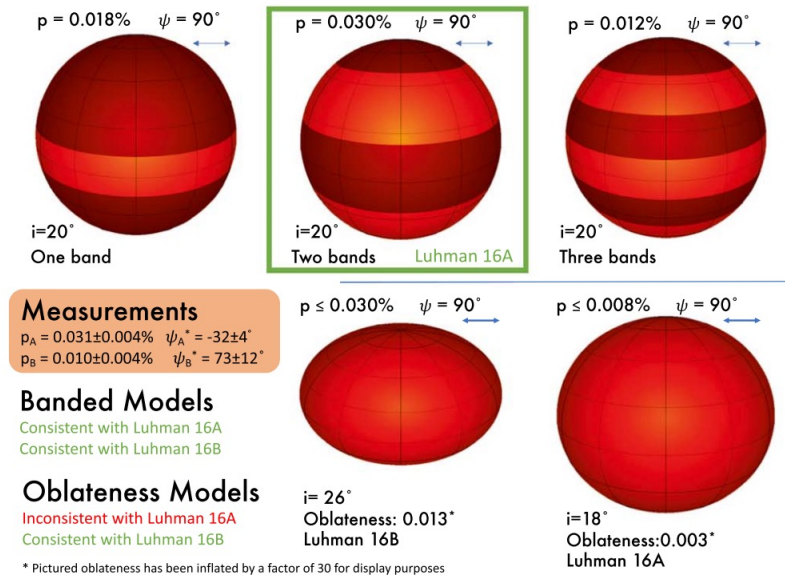 p = 0.018% ψ = 90°
i=20°
One band
p = 0.030% ψ = 90°
i=20°
Two bands Luhman 16A
p = 0.012% ψ = 90°
i=20°
Three bands
Measurements
pA = 0.031±0.004% ψA* = -32±4°
pB = 0.010±0.004% ψB* = 73±12°
Banded Models
Consistent with Luhman 16A
Consistent with Luhman 16B
Oblateness Models
Inconsistent with Luhman 16A
Consistent with Luhman 16B
p ≤ 0.030% ψ = 90°
i= 26°
Oblateness: 0.013*
Luhman 16B
p ≤ 0.008% ψ = 90°
i=18°
Oblateness:0.003*
Luhman 16A
* Pictured oblateness has been inflated by a factor of 30 for display purposes